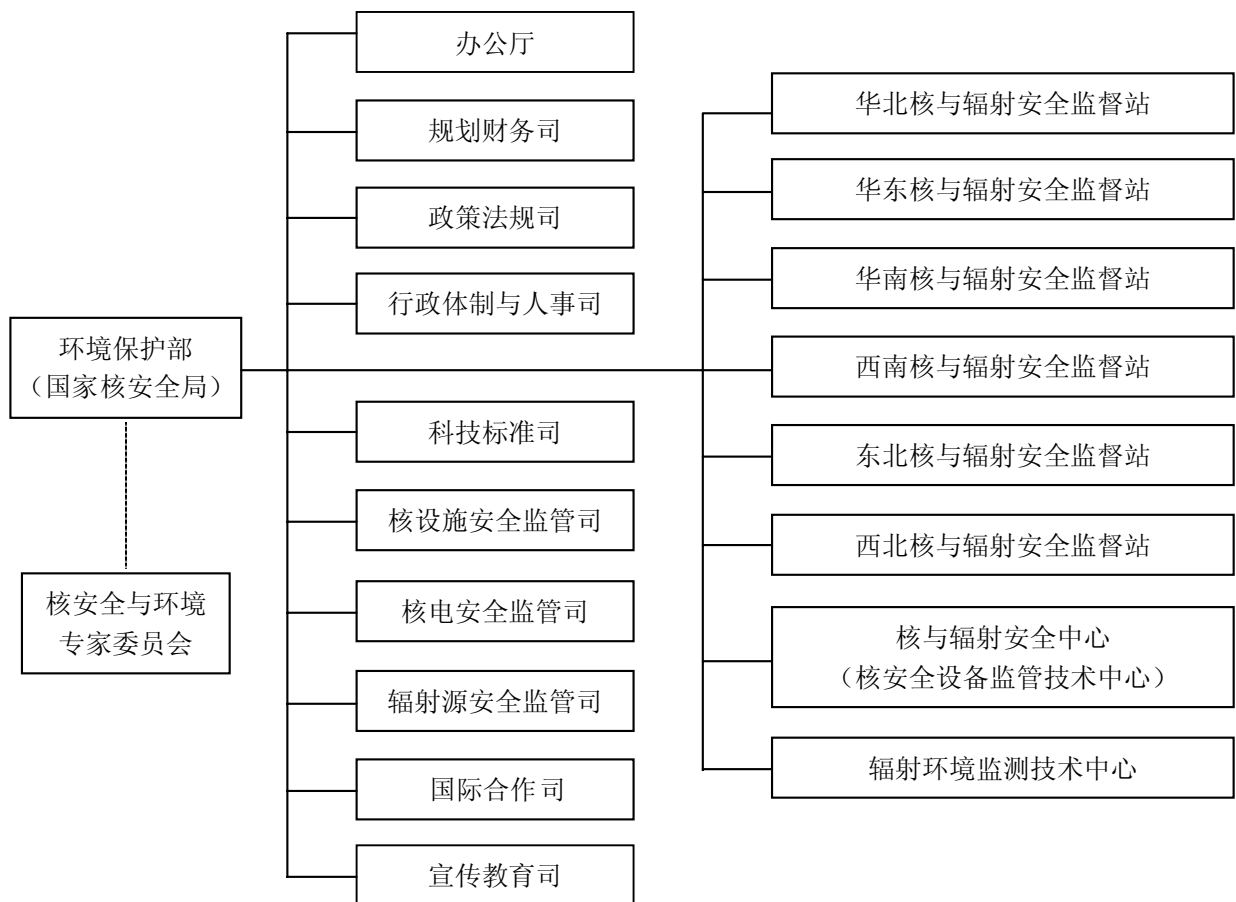 环境保护部
（国家核安全局）
核安全与环境
专家委员会
办公厅
规划财务司
政策法规司
行政体制与人事司
科技标准司
核设施安全监管司
核电安全监管司
辐射源安全监管司
国际合作司
宣传教育司
华北核与辐射安全监督站
华东核与辐射安全监督站
华南核与辐射安全监督站
西南核与辐射安全监督站
东北核与辐射安全监督站
西北核与辐射安全监督站
核与辐射安全中心
（核安全设备监管技术中心）
辐射环境监测技术中心